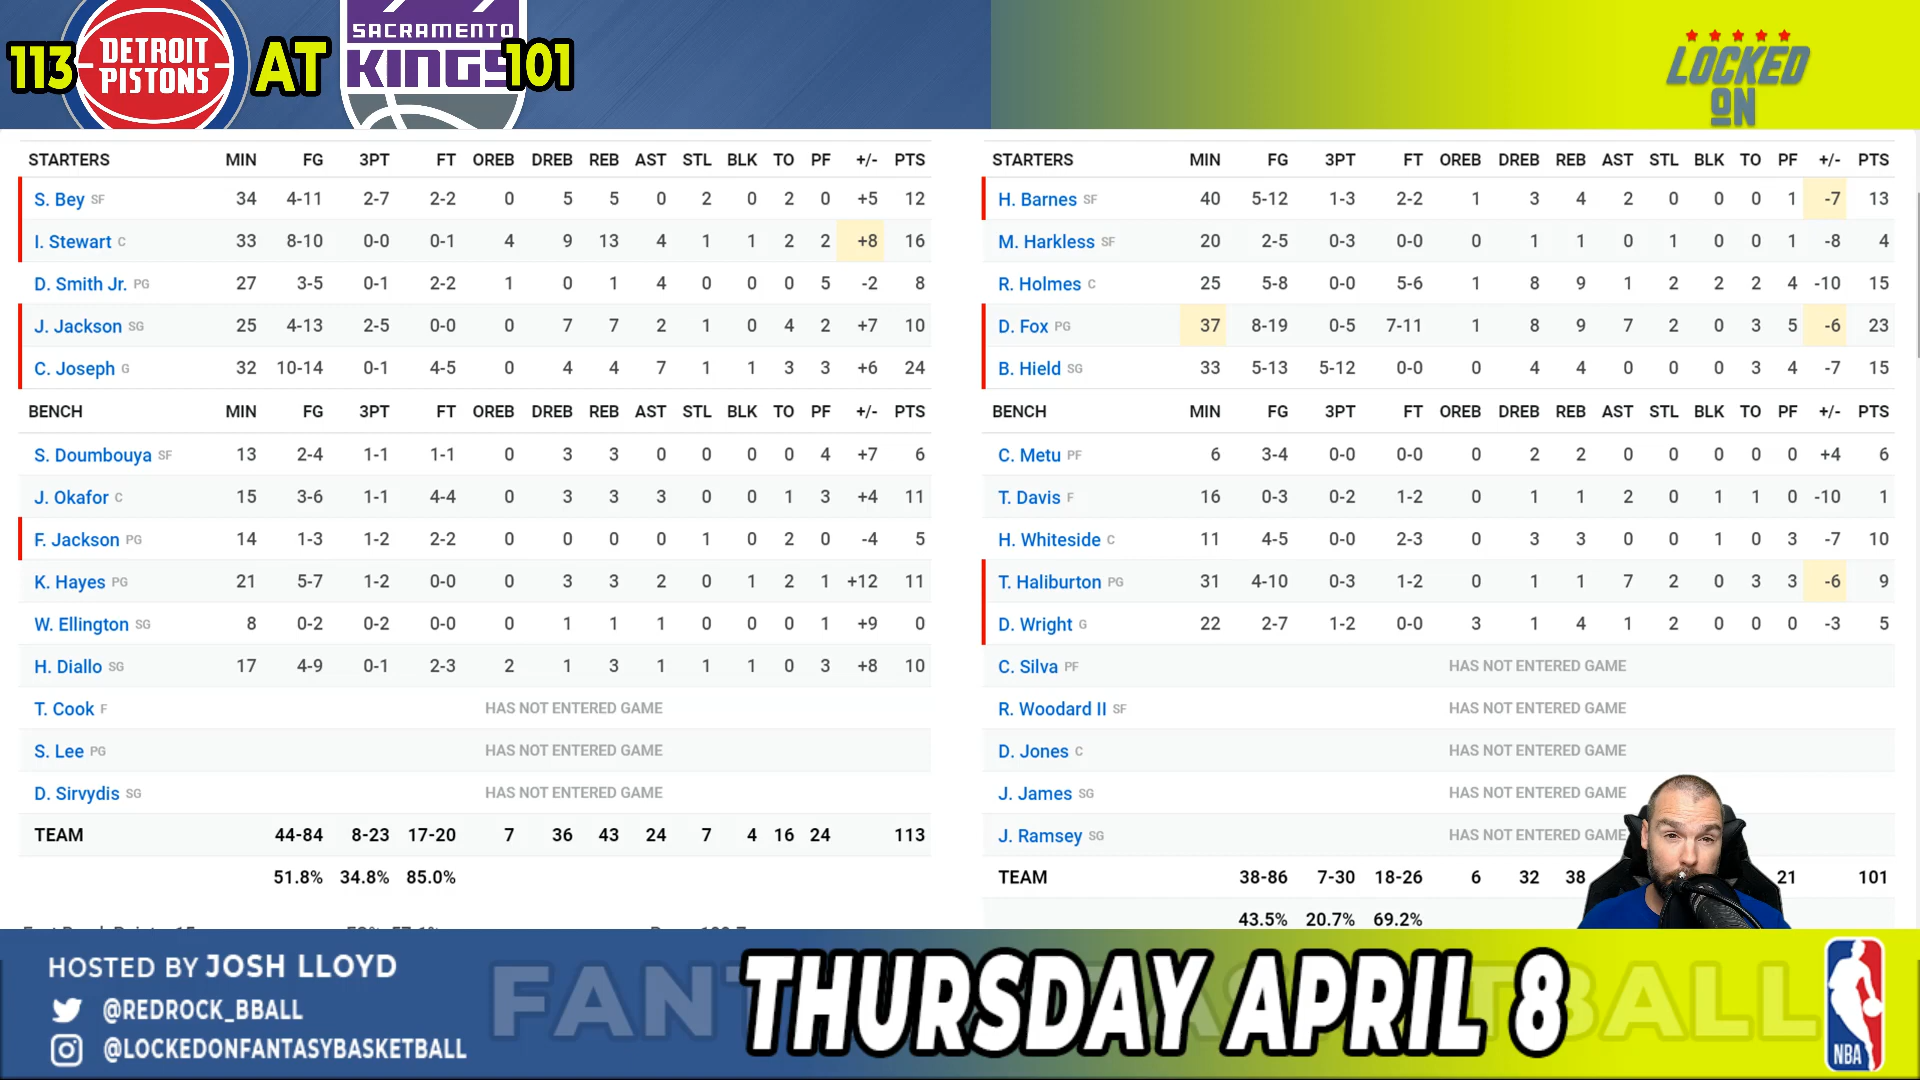 113 DETROIT PISTONS AT SACRAMENTO KINGS 101
LOCKED ON
STARTERS MIN FG 3PT FT OREB DREB REB AST STL BLK TO PF +/- PTS
S. Bey SF 34 4-11 2-7 2-2 0 5 5 0 2 0 2 0 +5 12
I. Stewart C 33 8-10 0-0 0-1 4 9 13 4 1 1 2 2 +8 16
D. Smith Jr. PG 27 3-5 0-1 2-2 1 0 1 4 0 0 0 5 -2 8
J. Jackson SG 25 4-13 2-5 0-0 0 7 7 2 1 0 4 2 +7 10
C. Joseph G 32 10-14 0-1 4-5 0 4 4 7 1 1 3 3 +6 24
BENCH MIN FG 3PT FT OREB DREB REB AST STL BLK TO PF +/- PTS
S. Doumbouya SF 13 2-4 1-1 1-1 0 3 3 0 0 0 0 4 +7 6
J. Okafor C 15 3-6 1-1 4-4 0 3 3 3 0 0 1 3 +4 11
F. Jackson PG 14 1-3 1-2 2-2 0 0 0 0 1 0 2 0 -4 5
K. Hayes PG 21 5-7 1-2 0-0 0 3 3 2 0 1 2 1 +12 11
W. Ellington SG 8 0-2 0-2 0-0 0 1 1 1 0 0 0 1 +9 0
H. Diallo SG 17 4-9 0-1 2-3 2 1 3 1 1 1 0 3 +8 10
T. Cook F HAS NOT ENTERED GAME
S. Lee PG HAS NOT ENTERED GAME
D. Sirvydis SG HAS NOT ENTERED GAME
TEAM 44-84 8-23 17-20 7 36 43 24 7 4 16 24 113
51.8% 34.8% 85.0%
STARTERS MIN FG 3PT FT OREB DREB REB AST STL BLK TO PF +/- PTS
H. Barnes SF 40 5-12 1-3 2-2 1 3 4 2 0 0 0 1 -7 13
M. Harkless SF 20 2-5 0-3 0-0 0 1 1 0 1 0 0 1 -8 4
R. Holmes C 25 5-8 0-0 5-6 1 8 9 1 2 2 2 4 -10 15
D. Fox PG 37 8-19 0-5 7-11 1 8 9 7 2 0 3 5 -6 23
B. Hield SG 33 5-13 5-12 0-0 0 4 4 0 0 0 3 4 -7 15
BENCH MIN FG 3PT FT OREB DREB REB AST STL BLK TO PF +/- PTS
C. Metu PF 6 3-4 0-0 0-0 0 2 2 0 0 0 0 0 +4 6
T. Davis F 16 0-3 0-2 1-2 0 1 1 2 0 1 1 0 -10 1
H. Whiteside C 11 4-5 0-0 2-3 0 3 3 0 0 1 0 3 -7 10
T. Haliburton PG 31 4-10 0-3 1-2 0 1 1 7 2 0 3 3 -6 9
D. Wright G 22 2-7 1-2 0-0 3 1 4 1 2 0 0 0 -3 5
C. Silva PF HAS NOT ENTERED GAME
R. Woodard II SF HAS NOT ENTERED GAME
D. Jones C HAS NOT ENTERED GAME
J. James SG HAS NOT ENTERED GAME
J. Ramsey SG HAS NOT ENTERED GAME
TEAM 38-86 7-30 18-26 6 32 38 21 101
43.5% 20.7% 69.2%
HOSTED BY JOSH LLOYD
@REDROCK_BBALL
@LOCKEDONFANTASYBASKETBALL
THURSDAY APRIL 8
NBA